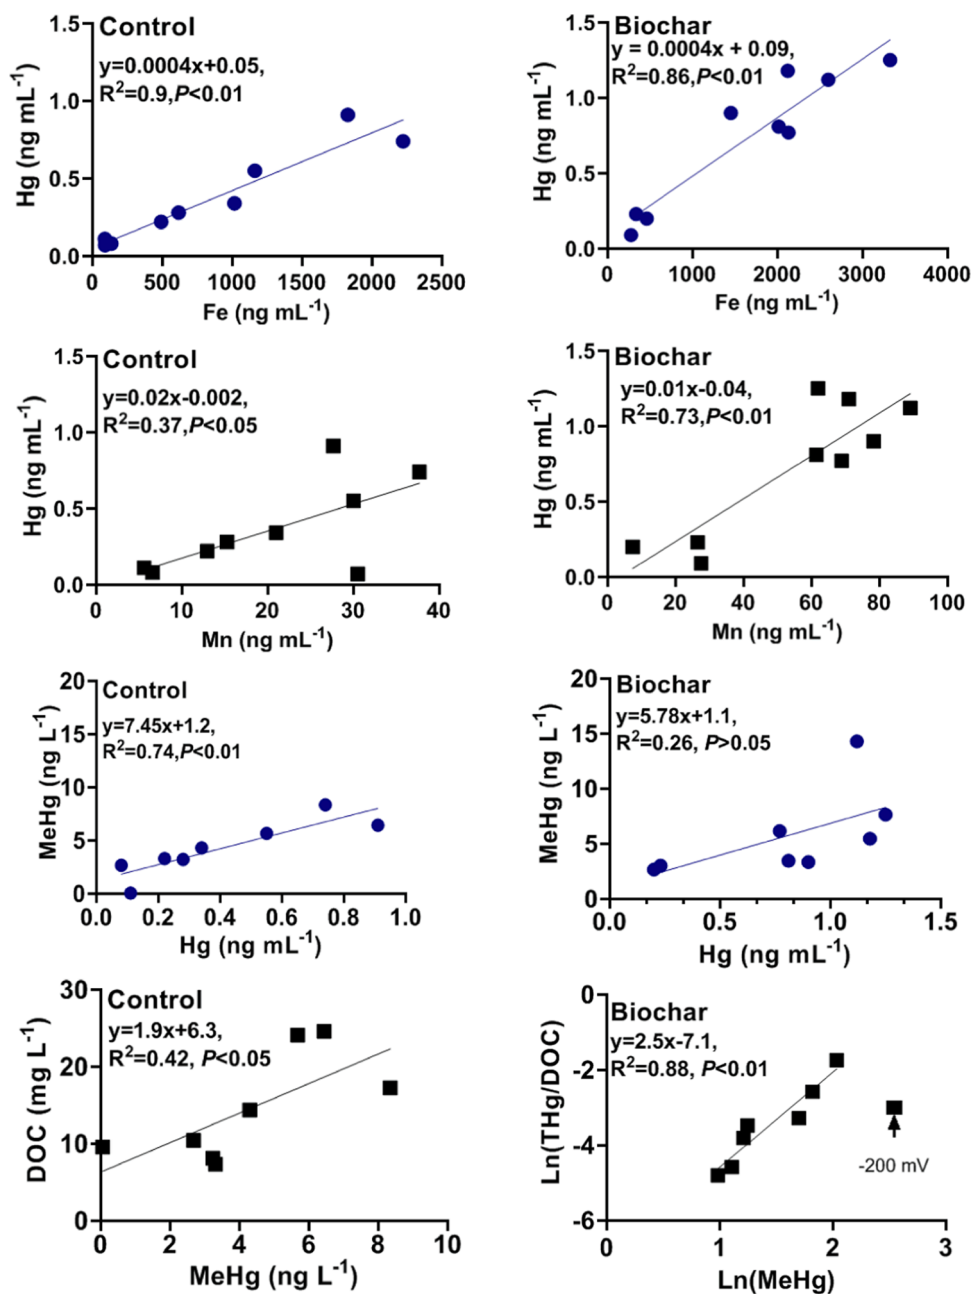 Control
y=0.0004x+0.05,
R²=0.9,P<0.01
Hg (ng mL⁻¹)
1.5
1.0
0.5
0.0
0 500 1000 1500 2000 2500
Fe (ng mL⁻¹)
Biochar
y = 0.0004x + 0.09,
R²=0.86,P<0.01
Hg (ng mL⁻¹)
1.5
1.0
0.5
0.0
0 1000 2000 3000 4000
Fe (ng mL⁻¹)
Control
y=0.02x-0.002,
R²=0.37,P<0.05
Hg (ng mL⁻¹)
1.5
1.0
0.5
0.0
0 10 20 30 40
Mn (ng mL⁻¹)
Biochar
y=0.01x-0.04,
R²=0.73,P<0.01
Hg (ng mL⁻¹)
1.5
1.0
0.5
0.0
0 20 40 60 80 100
Mn (ng mL⁻¹)
Control
y=7.45x+1.2,
R²=0.74,P<0.01
MeHg (ng L⁻¹)
20
15
10
5
0
0.0 0.2 0.4 0.6 0.8 1.0
Hg (ng mL⁻¹)
Biochar
y=5.78x+1.1,
R²=0.26, P>0.05
MeHg (ng L⁻¹)
20
15
10
5
0
0.0 0.5 1.0 1.5
Hg (ng mL⁻¹)
Control
y=1.9x+6.3,
R²=0.42, P<0.05
DOC (mg L⁻¹)
30
20
10
0
0 2 4 6 8 10
MeHg (ng L⁻¹)
Biochar
y=2.5x-7.1,
R²=0.88, P<0.01
Ln(THg/DOC)
-0
-2
-4
-6
-200 mV
0 1 2 3
Ln(MeHg)